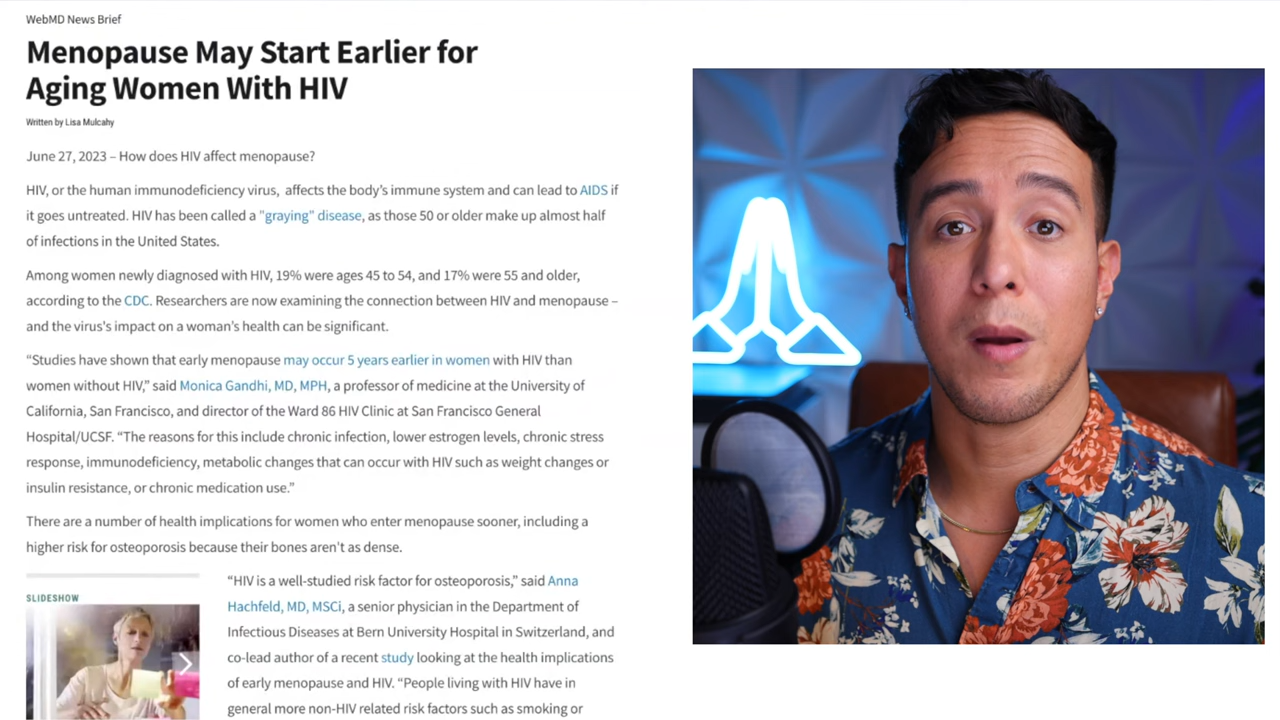 WebMD News Brief
Menopause May Start Earlier for
Aging Women With HIV
Written by Lisa Mulcahy
June 27, 2023 – How does HIV affect menopause?
HIV, or the human immunodeficiency virus,  affects the body’s immune system and can lead to AIDS if
it goes untreated. HIV has been called a "graying" disease, as those 50 or older make up almost half
of infections in the United States.
Among women newly diagnosed with HIV, 19% were ages 45 to 54, and 17% were 55 and older,
according to the CDC. Researchers are now examining the connection between HIV and menopause –
and the virus's impact on a woman’s health can be significant.
“Studies have shown that early menopause may occur 5 years earlier in women with HIV than
women without HIV,” said Monica Gandhi, MD, MPH, a professor of medicine at the University of
California, San Francisco, and director of the Ward 86 HIV Clinic at San Francisco General
Hospital/UCSF. “The reasons for this include chronic infection, lower estrogen levels, chronic stress
response, immunodeficiency, metabolic changes that can occur with HIV such as weight changes or
insulin resistance, or chronic medication use.”
There are a number of health implications for women who enter menopause sooner, including a
higher risk for osteoporosis because their bones aren't as dense.
SLIDESHOW
“HIV is a well-studied risk factor for osteoporosis,” said Anna
Hachfeld, MD, MSCi, a senior physician in the Department of
Infectious Diseases at Bern University Hospital in Switzerland, and
co-lead author of a recent study looking at the health implications
of early menopause and HIV. “People living with HIV have in
general more non-HIV related risk factors such as smoking or